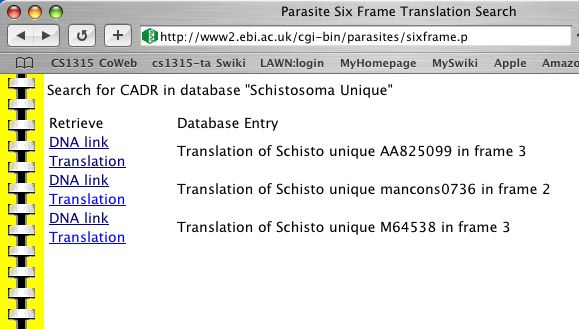 Parasite Six Frame Translation Search
http://www2.ebi.ac.uk/cgi-bin/parasites/sixframe.p
CS1315 CoWeb cs1315-ta Swiki LAWN:login MyHomepage MySwiki Apple Amazo
Search for CADR in database "Schistosoma Unique"
Retrieve Database Entry
DNA link
Translation
Translation of Schisto unique AA825099 in frame 3
DNA link
Translation
Translation of Schisto unique mancons0736 in frame 2
DNA link
Translation
Translation of Schisto unique M64538 in frame 3